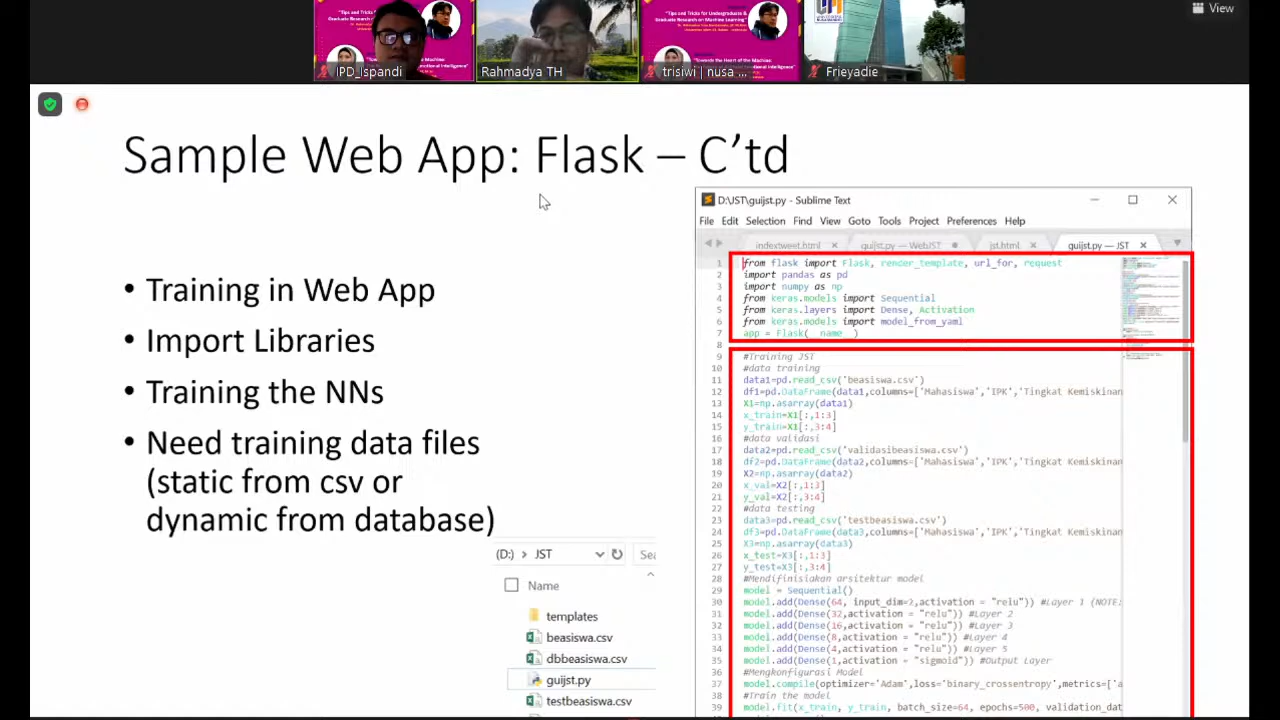 "Tips and Tricks for Undergraduate &
Graduate Research on Machine Learning"
View
IPD_Ispandi
Rahmadya TH
trisiwi | nusa ...
Frieyadie
Sample Web App: Flask – C'td
• Training in Web App
• Import Libraries
• Training the NNs
• Need training data files
(static from csv or
dynamic from database)
(D:) > JST
Sea
Name
templates
beasiswa.csv
dbbeasiswa.csv
guijst.py
testbeasiswa.csv
D:\JST\guijst.py - Sublime Text
File Edit Selection Find View Goto Tools Project Preferences Help
indextweet.html guijst.py — WebJST jst.html guijst.py — JST
1 from flask import Flask, render_template, url_for, request
2 import pandas as pd
3 import numpy as np
4 from keras.models import Sequential
5 from keras.layers import Dense, Activation
6 from keras.models import model_from_yaml
7 app = Flask(__name__)
8
9 #Training JST
10 #data training
11 data1=pd.read_csv('beasiswa.csv')
12 df1=pd.DataFrame(data1,columns=['Mahasiswa','IPK','Tingkat Kemiskinan
13 X1=np.asarray(data1)
14 x_train=X1[:,1:3]
15 y_train=X1[:,3:4]
16 #data validasi
17 data2=pd.read_csv('validasibeasiswa.csv')
18 df2=pd.DataFrame(data2,columns=['Mahasiswa','IPK','Tingkat Kemiskinan
19 X2=np.asarray(data2)
20 x_val=X2[:,1:3]
21 y_val=X2[:,3:4]
22 #data testing
23 data3=pd.read_csv('testbeasiswa.csv')
24 df3=pd.DataFrame(data3,columns=['Mahasiswa','IPK','Tingkat Kemiskinan
25 X3=np.asarray(data3)
26 x_test=X3[:,1:3]
27 y_test=X3[:,3:4]
28 #Mendifinisiakan arsitektur model
29 model = Sequential()
30 model.add(Dense(64, input_dim=2,activation = "relu")) #Layer 1 (NOTE:
31 model.add(Dense(32,activation = "relu")) #Layer 2
32 model.add(Dense(16,activation = "relu")) #Layer 3
33 model.add(Dense(8,activation = "relu")) #Layer 4
34 model.add(Dense(4,activation = "relu")) #Layer 5
35 model.add(Dense(1,activation = "sigmoid")) #Output Layer
36 #Mengkonfigurasi Model
37 model.compile(optimizer='Adam',loss='binary_crossentropy',metrics=['a
38 #Train the model
39 model.fit(x_train, y_train, batch_size=64, epochs=500, validation_dat